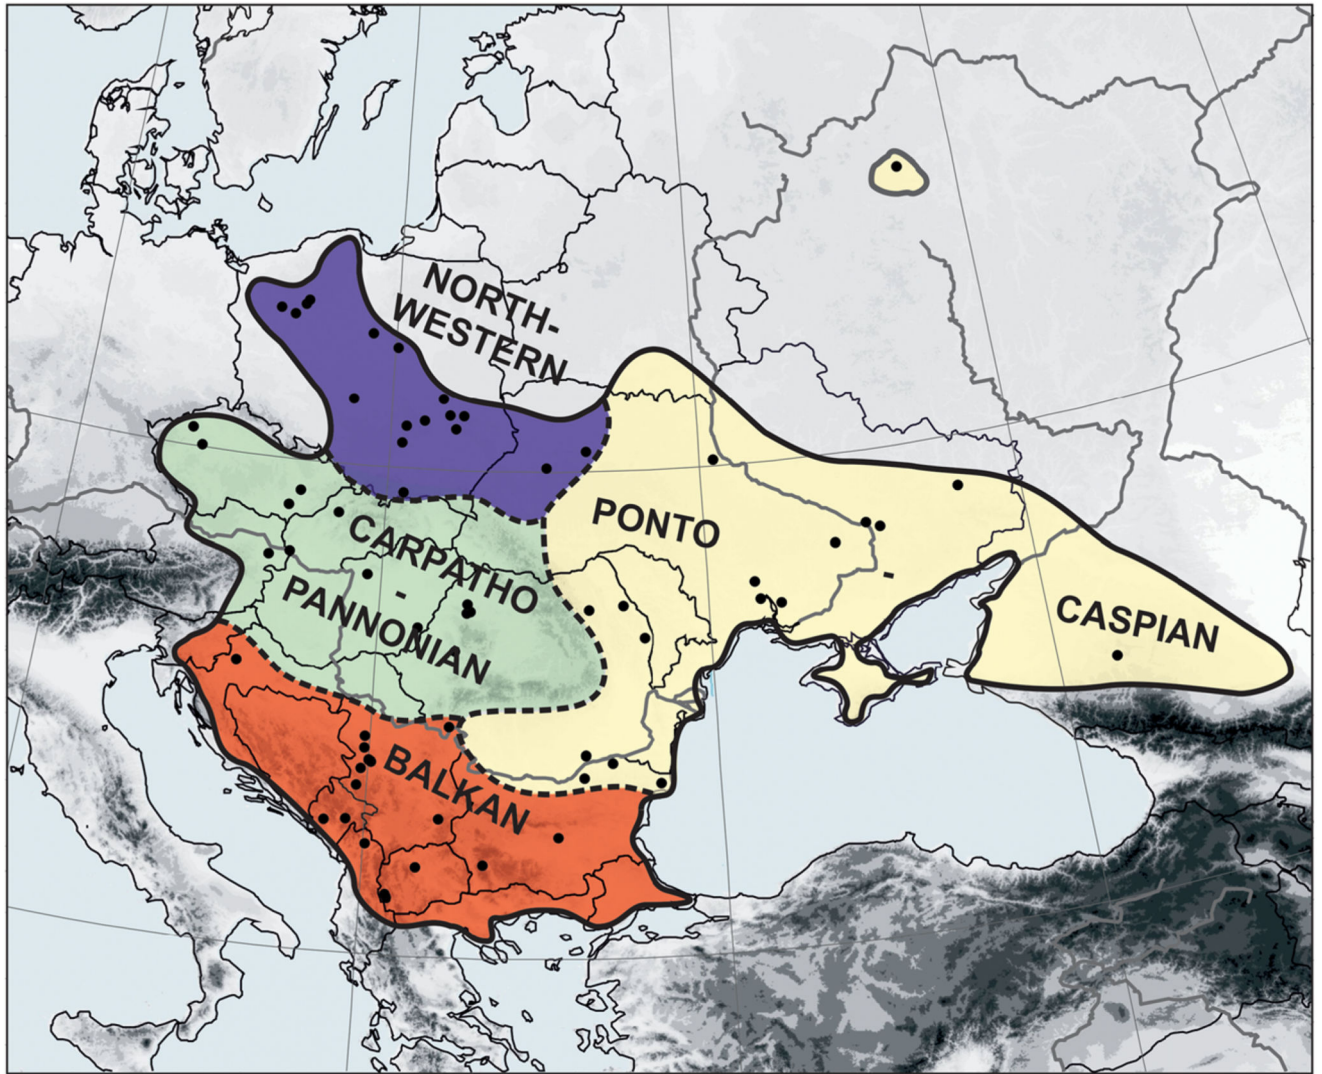 NORTH-
WESTERN
PONTO
CARPATHO
-
PANNONIAN
-
CASPIAN
BALKAN